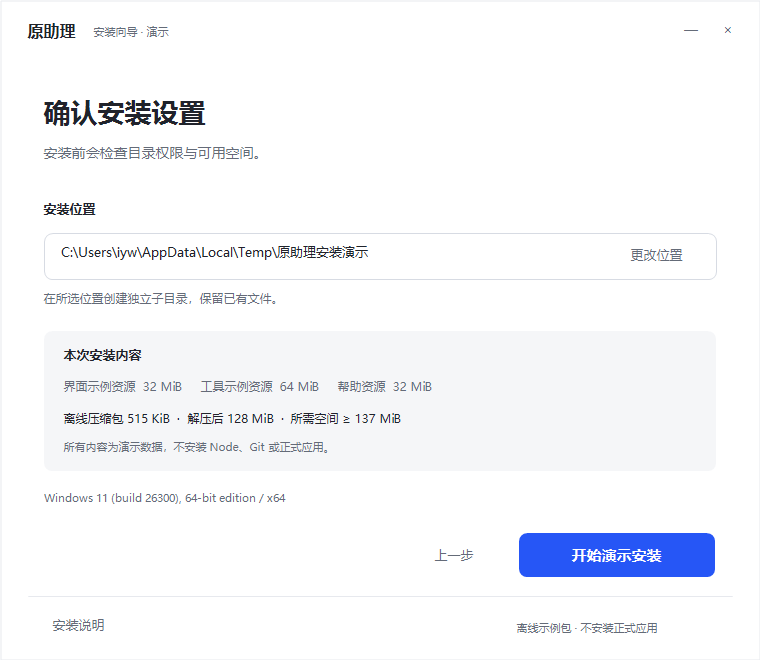 原助理 安装向导 · 演示
确认安装设置
安装前会检查目录权限与可用空间。
安装位置
C:\Users\iyw\AppData\Local\Temp\原助理安装演示 更改位置
在所选位置创建独立子目录，保留已有文件。
本次安装内容
界面示例资源 32 MiB 工具示例资源 64 MiB 帮助资源 32 MiB
离线压缩包 515 KiB · 解压后 128 MiB · 所需空间 ≥ 137 MiB
所有内容为演示数据，不安装 Node、Git 或正式应用。
Windows 11 (build 26300), 64-bit edition / x64
上一步 开始演示安装
安装说明 离线示例包 · 不安装正式应用